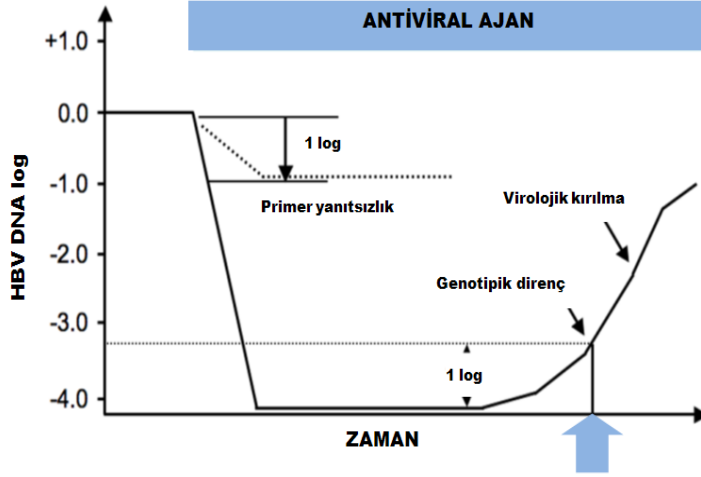 ANTİVİRAL AJAN
+1.0
0.0
1 log
-1.0
Primer yanıtsızlık
Virolojik kırılma
-2.0
Genotipik direnç
-3.0
1 log
-4.0
ZAMAN
HBV DNA log